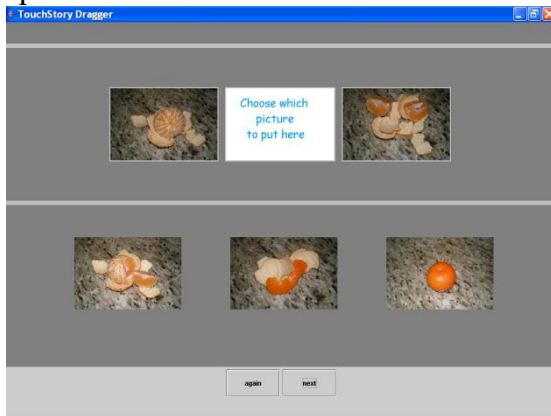 TouchStory Dragger
Choose which
picture
to put here
again
next